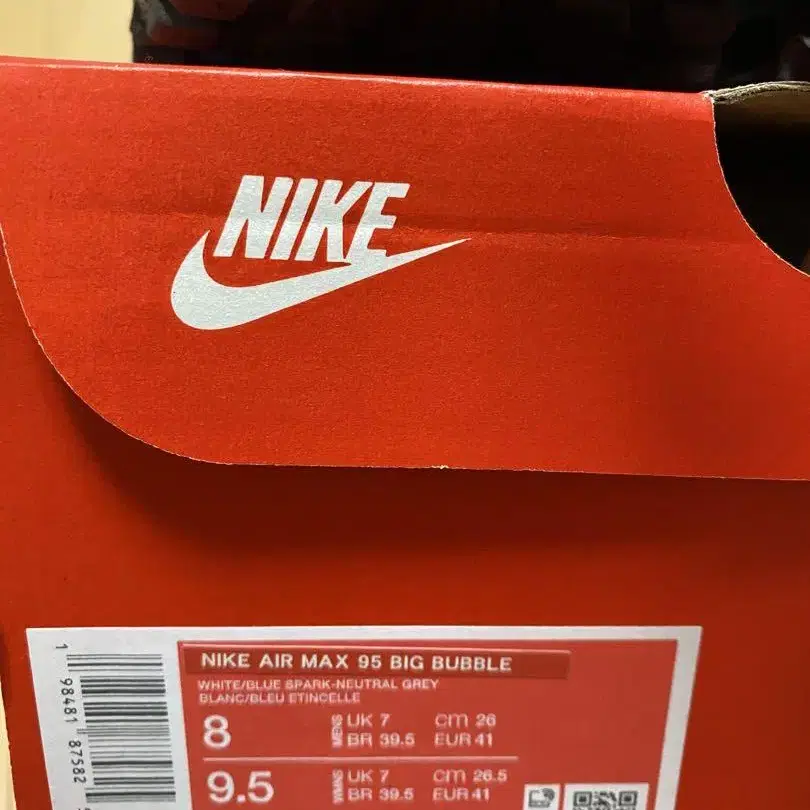 NIKE
NIKE AIR MAX 95 BIG BUBBLE
WHITE/BLUE SPARK-NEUTRAL GREY
BLANC/BLEU ETINCELLE
8 MENS UK 7 cm 26
BR 39.5 EUR 41
9.5 WMNS UK 7 cm 26.5
BR 39.5 EUR 41
1 98481 87582